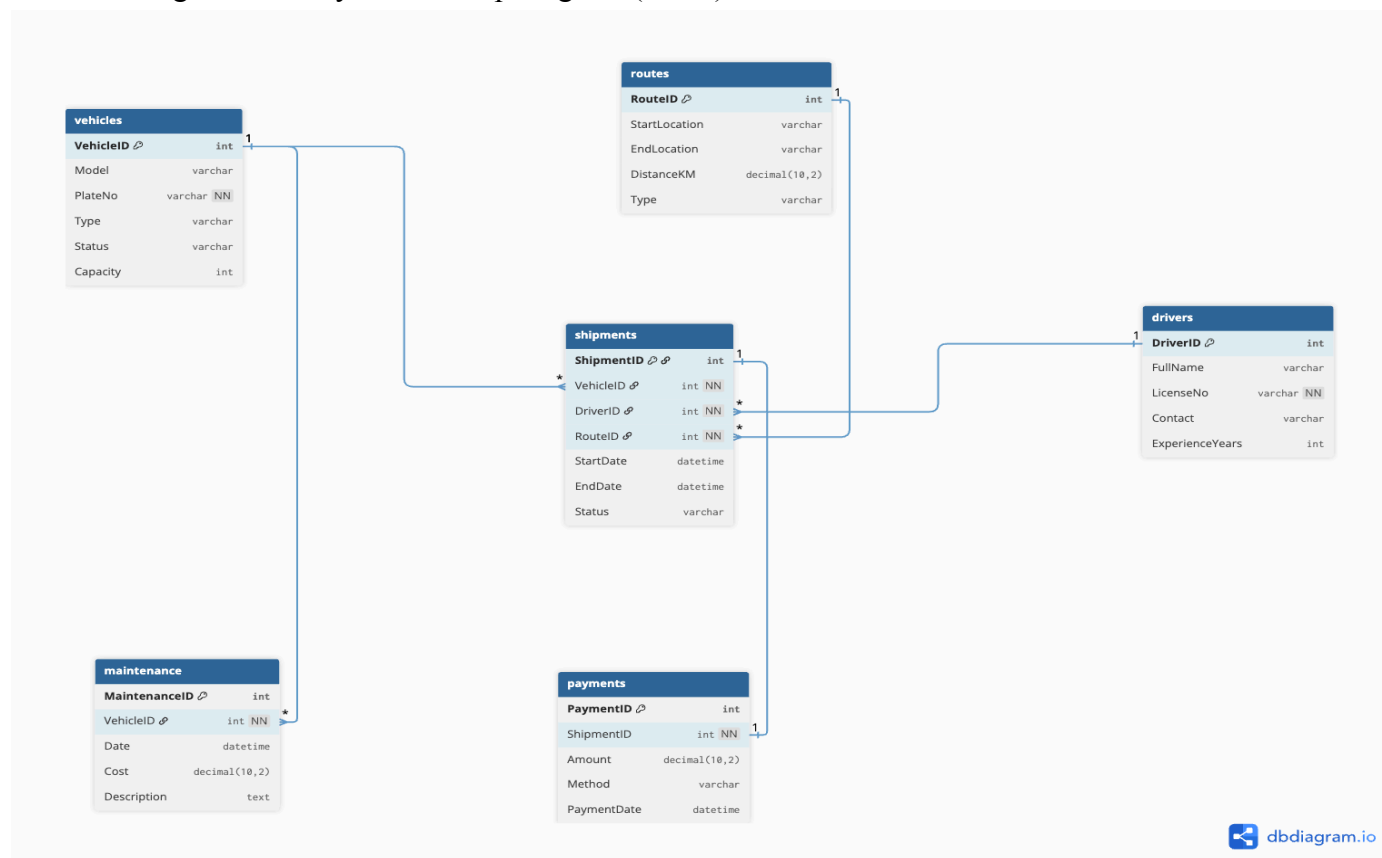 vehicles
VehicleID int
Model varchar
PlateNo varchar NN
Type varchar
Status varchar
Capacity int
1
routes
RouteID int
StartLocation varchar
EndLocation varchar
DistanceKM decimal(10,2)
Type varchar
1
shipments
ShipmentID int
VehicleID int NN
DriverID int NN
RouteID int NN
StartDate datetime
EndDate datetime
Status varchar
1
*
*
*
drivers
DriverID int
FullName varchar
LicenseNo varchar NN
Contact varchar
ExperienceYears int
1
maintenance
MaintenanceID int
VehicleID int NN
Date datetime
Cost decimal(10,2)
Description text
*
payments
PaymentID int
ShipmentID int NN
Amount decimal(10,2)
Method varchar
PaymentDate datetime
1
dbdiagram.io